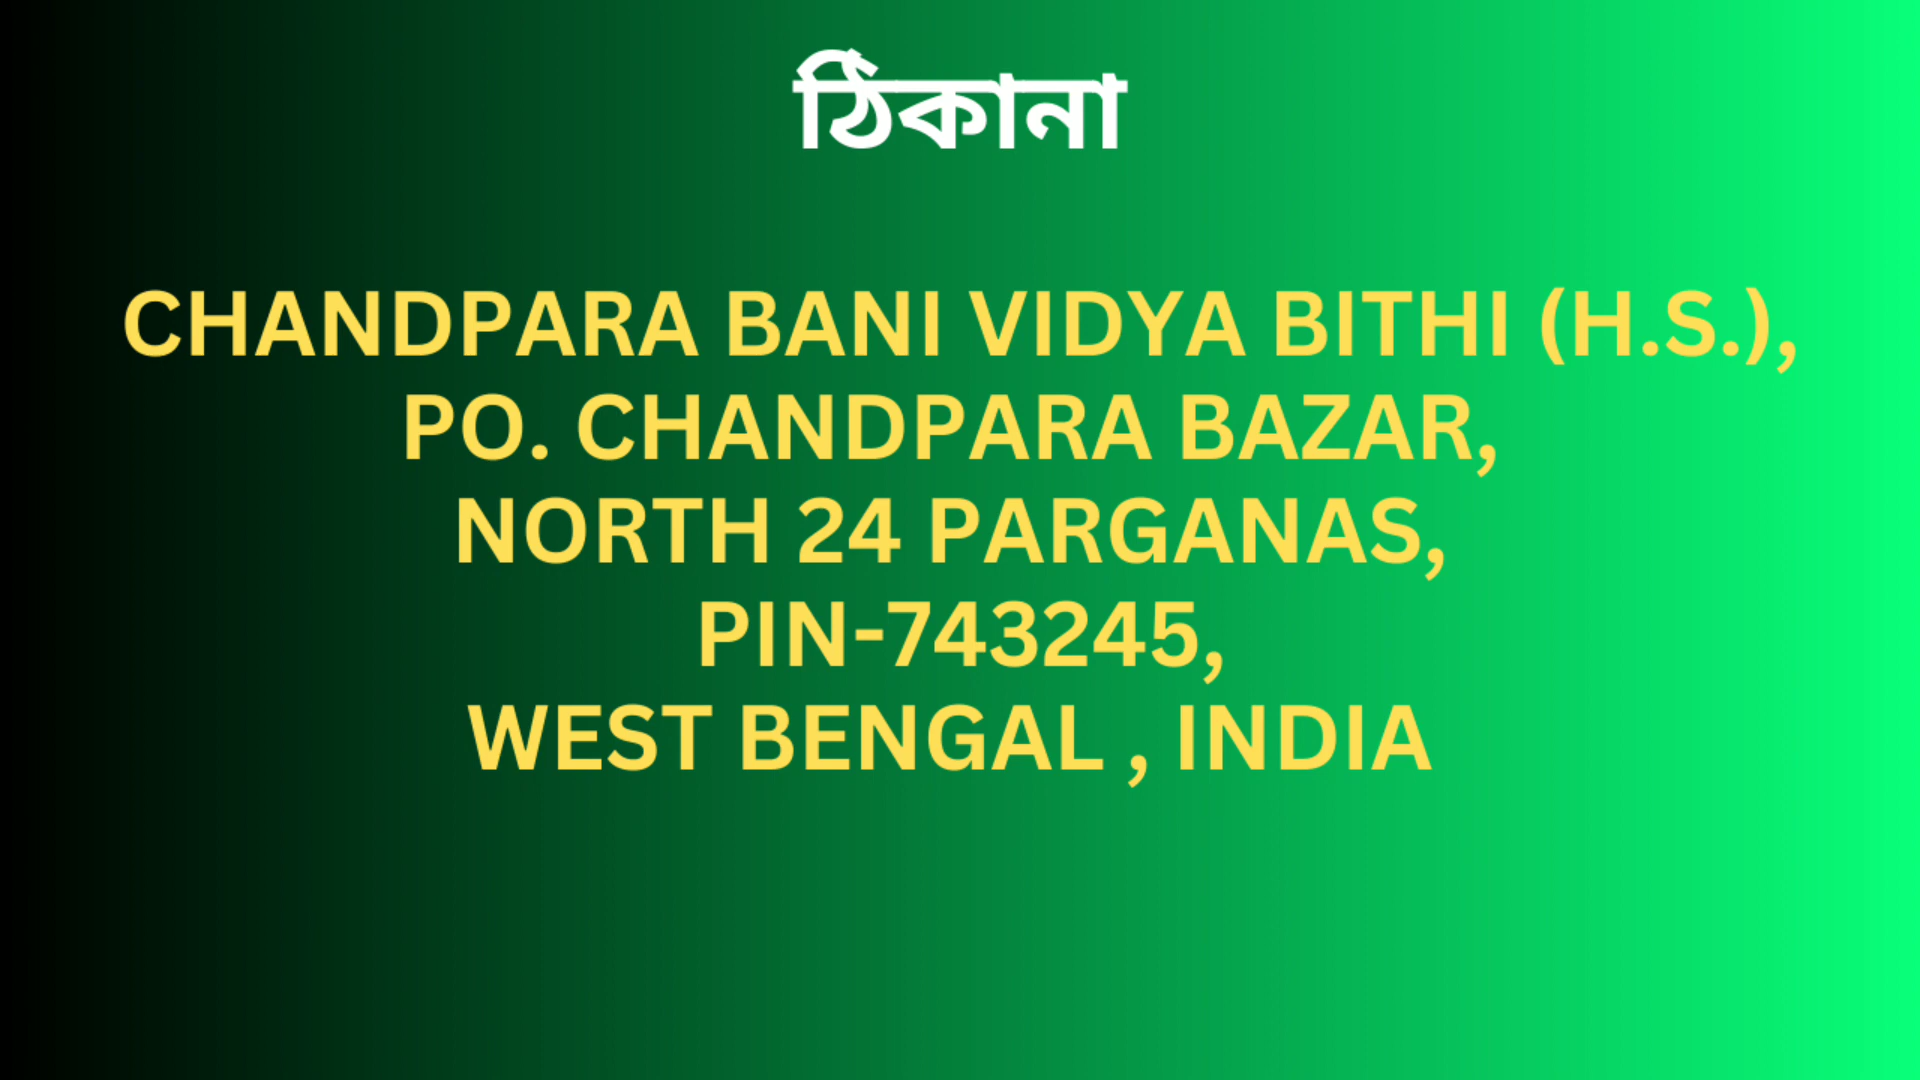 ঠিকানা
CHANDPARA BANI VIDYA BITHI (H.S.),
PO. CHANDPARA BAZAR,
NORTH 24 PARGANAS,
PIN-743245,
WEST BENGAL , INDIA